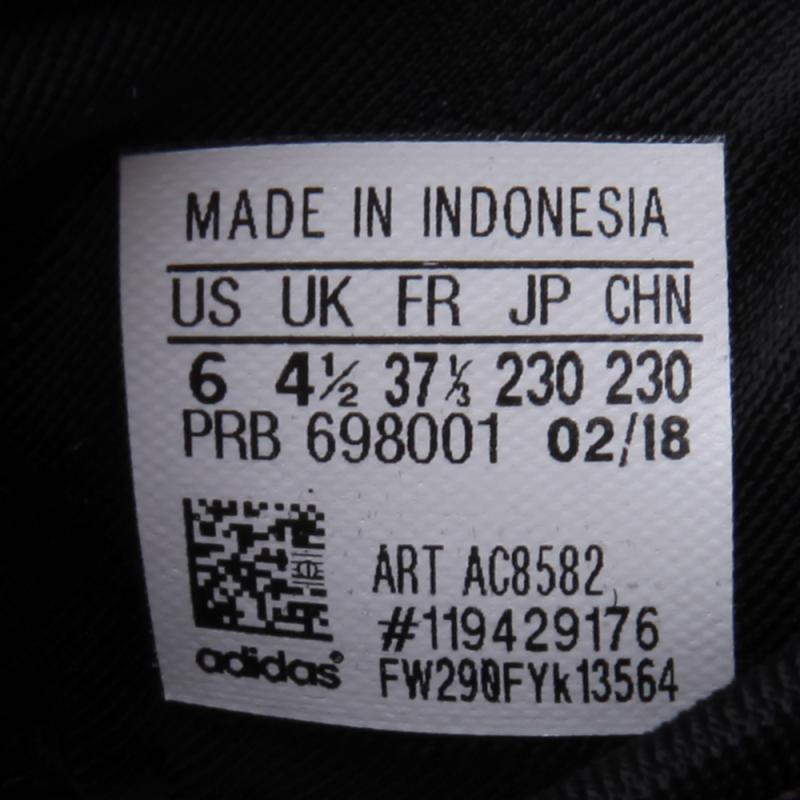 MADE IN INDONESIA
US UK FR JP CHN
6 4½ 37⅓ 230 230
PRB 698001 02/18
ART AC8582
#119429176
adidas®